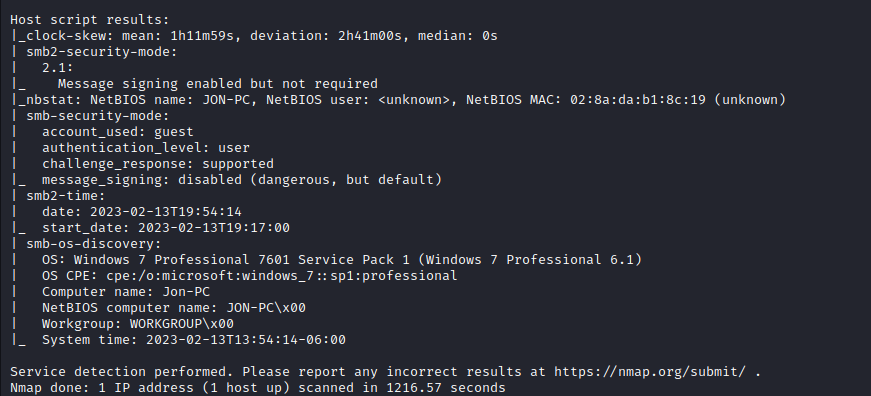 Host script results:
|_clock-skew: mean: 1h11m59s, deviation: 2h41m00s, median: 0s
| smb2-security-mode:
|   2.1:
|_    Message signing enabled but not required
|_nbstat: NetBIOS name: JON-PC, NetBIOS user: <unknown>, NetBIOS MAC: 02:8a:da:b1:8c:19 (unknown)
| smb-security-mode:
|   account_used: guest
|   authentication_level: user
|   challenge_response: supported
|_  message_signing: disabled (dangerous, but default)
| smb2-time:
|   date: 2023-02-13T19:54:14
|_  start_date: 2023-02-13T19:17:00
| smb-os-discovery:
|   OS: Windows 7 Professional 7601 Service Pack 1 (Windows 7 Professional 6.1)
|   OS CPE: cpe:/o:microsoft:windows_7::sp1:professional
|   Computer name: Jon-PC
|   NetBIOS computer name: JON-PC\x00
|   Workgroup: WORKGROUP\x00
|_  System time: 2023-02-13T13:54:14-06:00
Service detection performed. Please report any incorrect results at https://nmap.org/submit/ .
Nmap done: 1 IP address (1 host up) scanned in 1216.57 seconds